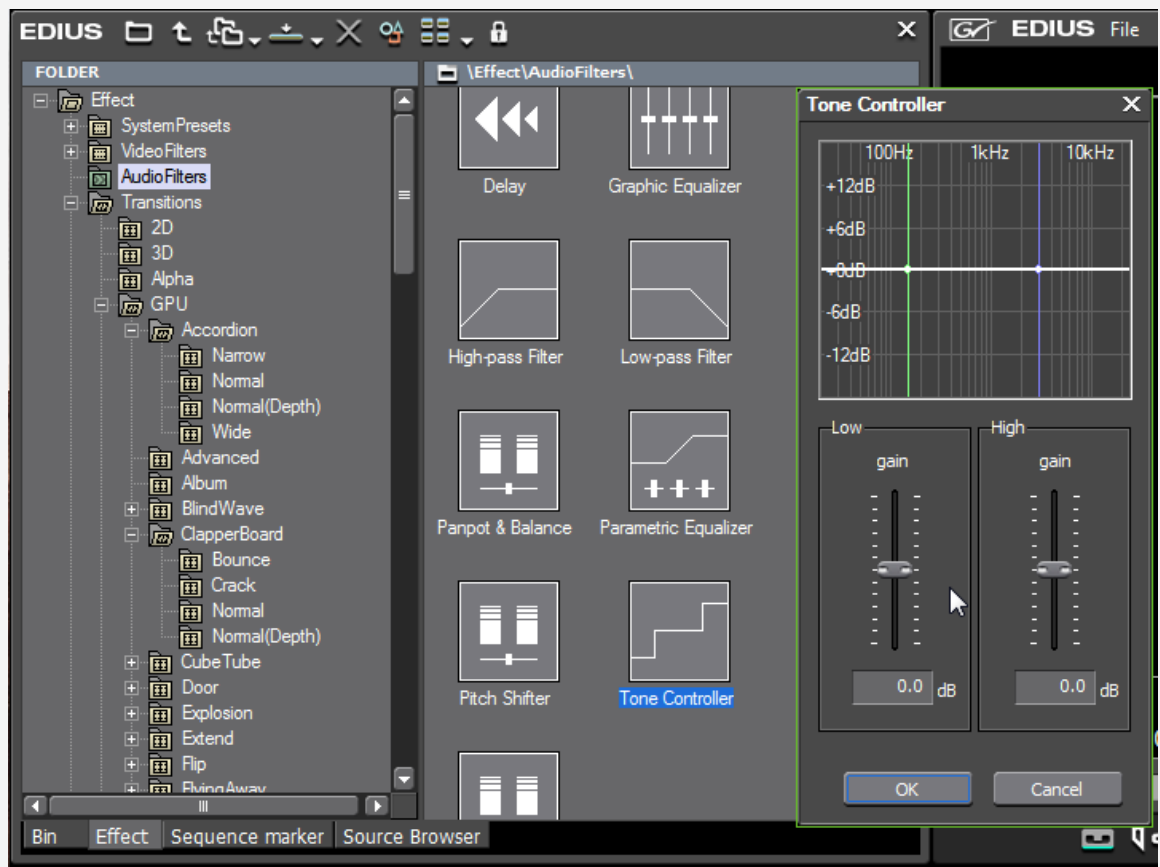 EDIUS
FOLDER
Effect
SystemPresets
VideoFilters
AudioFilters
Transitions
2D
3D
Alpha
GPU
Accordion
Narrow
Normal
Normal(Depth)
Wide
Advanced
Album
BlindWave
ClapperBoard
Bounce
Crack
Normal
Normal(Depth)
CubeTube
Door
Explosion
Extend
Flip
FlyingAway
Bin Effect Sequence marker Source Browser
\Effect\AudioFilters\
Delay Graphic Equalizer
High-pass Filter Low-pass Filter
Panpot & Balance Parametric Equalizer
Pitch Shifter Tone Controller
GV EDIUS File
Tone Controller
100Hz 1kHz 10kHz
+12dB
+6dB
+0dB
-6dB
-12dB
Low High
gain gain
0.0 dB 0.0 dB
OK Cancel